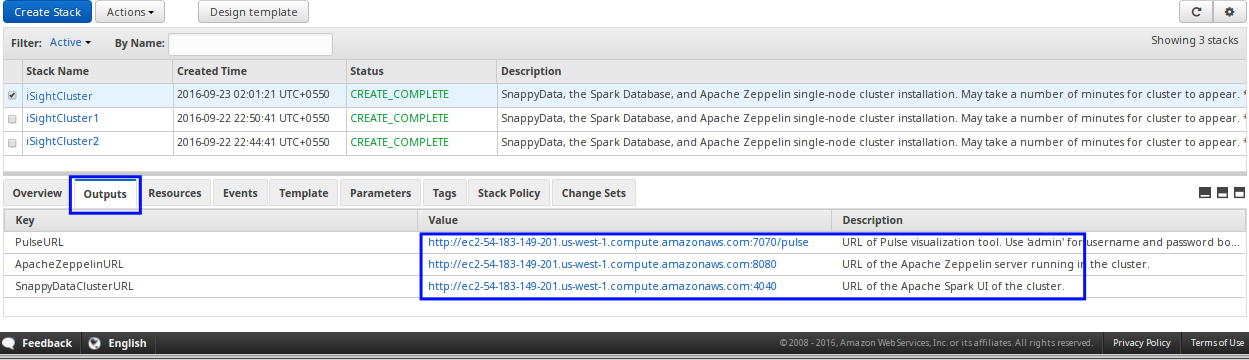 Create Stack Actions Design template
Filter: Active By Name: Showing 3 stacks
Stack Name Created Time Status Description
iSightCluster 2016-09-23 02:01:21 UTC+0550 CREATE_COMPLETE SnappyData, the Spark Database, and Apache Zeppelin single-node cluster installation. May take a number of minutes for cluster to appear. *
iSightCluster1 2016-09-22 22:50:41 UTC+0550 CREATE_COMPLETE SnappyData, the Spark Database, and Apache Zeppelin single-node cluster installation. May take a number of minutes for cluster to appear. *
iSightCluster2 2016-09-22 22:44:41 UTC+0550 CREATE_COMPLETE SnappyData, the Spark Database, and Apache Zeppelin single-node cluster installation. May take a number of minutes for cluster to appear. *
Overview Outputs Resources Events Template Parameters Tags Stack Policy Change Sets
Key Value Description
PulseURL http://ec2-54-183-149-201.us-west-1.compute.amazonaws.com:7070/pulse URL of Pulse visualization tool. Use 'admin' for username and password bo...
ApacheZeppelinURL http://ec2-54-183-149-201.us-west-1.compute.amazonaws.com:8080 URL of the Apache Zeppelin server running in the cluster.
SnappyDataClusterURL http://ec2-54-183-149-201.us-west-1.compute.amazonaws.com:4040 URL of the Apache Spark UI of the cluster.
Feedback English © 2008 - 2016, Amazon Web Services, Inc. or its affiliates. All rights reserved. Privacy Policy Terms of Use